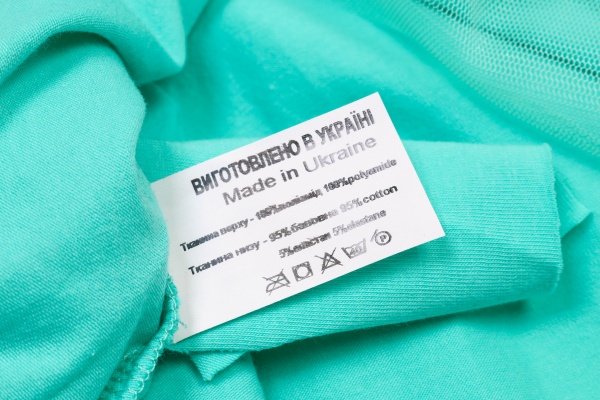 ВИГОТОВЛЕНО В УКРАЇНІ
Made in Ukraine
Тканина верху - 100% поліамід 100% polyamide
Тканина низу - 95% бавовна 95% cotton
5% еластан 5% elastane
P